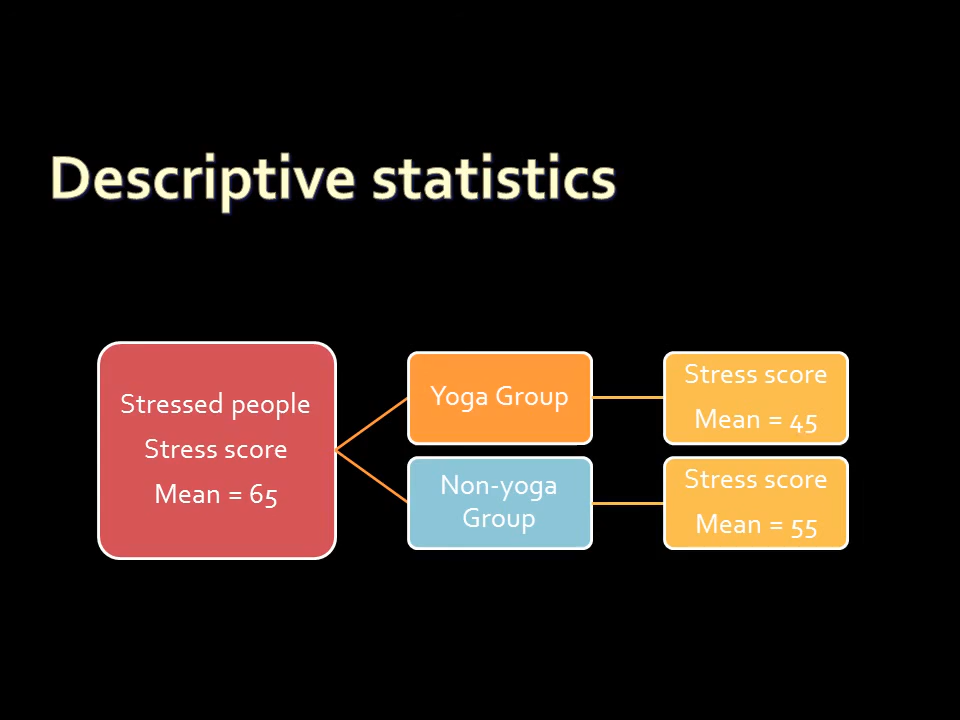 Descriptive statistics
Stressed people
Stress score
Mean = 65
Yoga Group
Stress score
Mean = 45
Non-yoga
Group
Stress score
Mean = 55